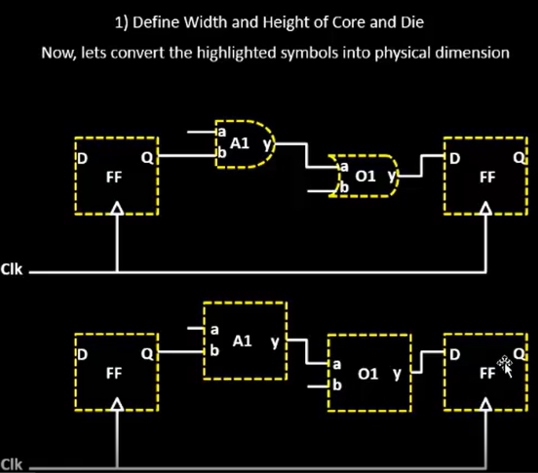 1) Define Width and Height of Core and Die
Now, lets convert the highlighted symbols into physical dimension
D Q
FF
a
b
A1 y
a
b
O1 y
D Q
FF
Clk
D Q
FF
a
b
A1 y
a
b
O1 y
D Q
FF
Clk